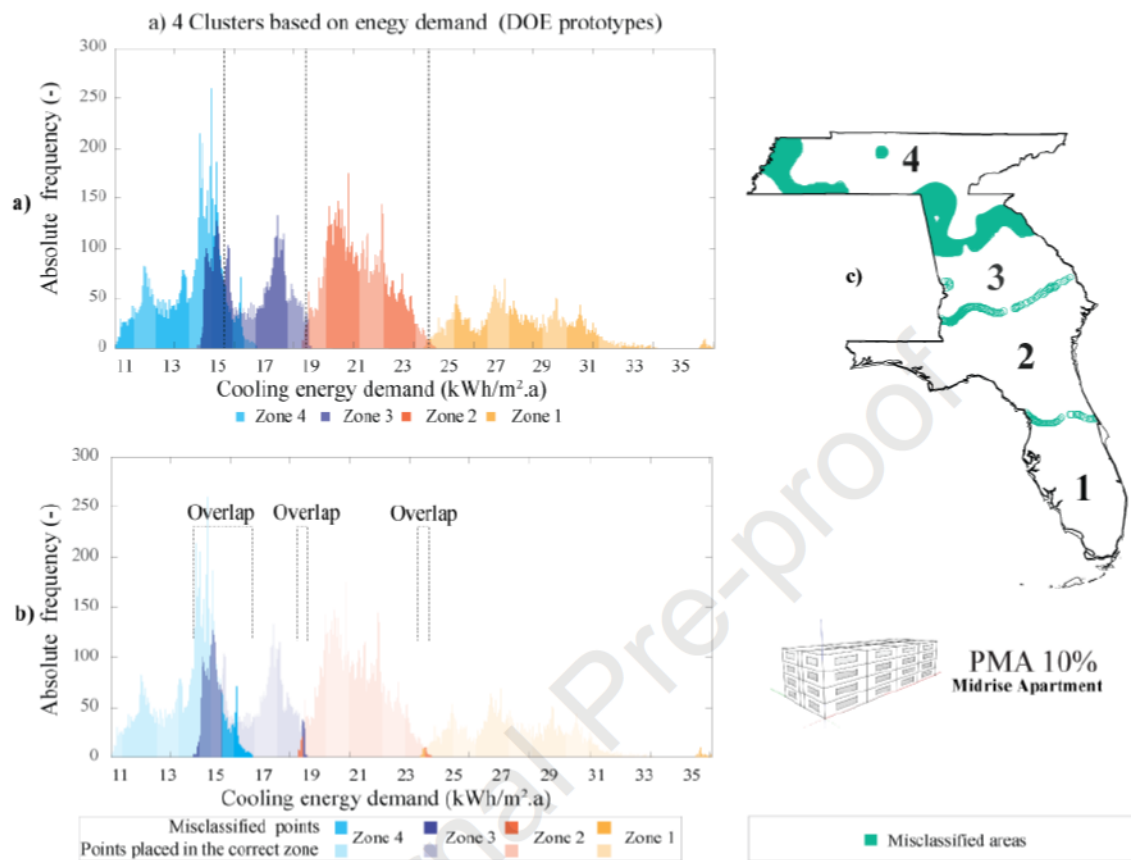 a) 4 Clusters based on enegy demand (DOE prototypes)
300
250
200
150
100
50
0
Absolute frequency (-)
a)
11 13 15 17 19 21 23 25 27 29 31 33 35
Cooling energy demand (kWh/m².a)
Zone 4 Zone 3 Zone 2 Zone 1
300
250
200
150
100
50
0
Absolute frequency (-)
b)
Overlap Overlap Overlap
11 13 15 17 19 21 23 25 27 29 31 33 35
Cooling energy demand (kWh/m².a)
Misclassified points
Points placed in the correct zone
Zone 4 Zone 3 Zone 2 Zone 1
c)
4
3
2
1
PMA 10%
Midrise Apartment
Misclassified areas
nal Pre-proof